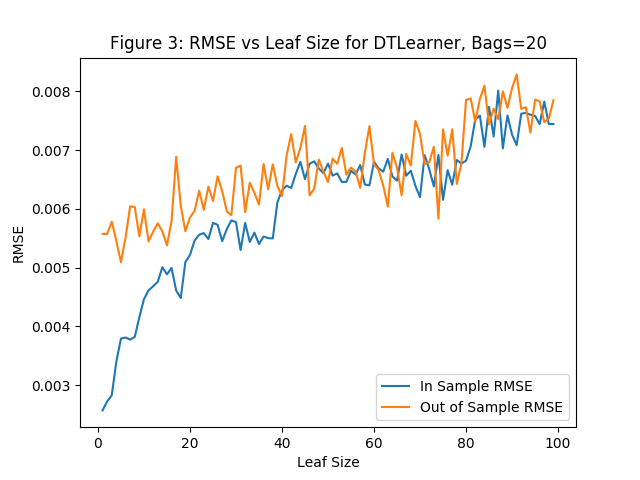 Figure 3: RMSE vs Leaf Size for DTLearner, Bags=20
0.008
0.007
0.006
0.005
0.004
0.003
RMSE
In Sample RMSE
Out of Sample RMSE
0 20 40 60 80 100
Leaf Size